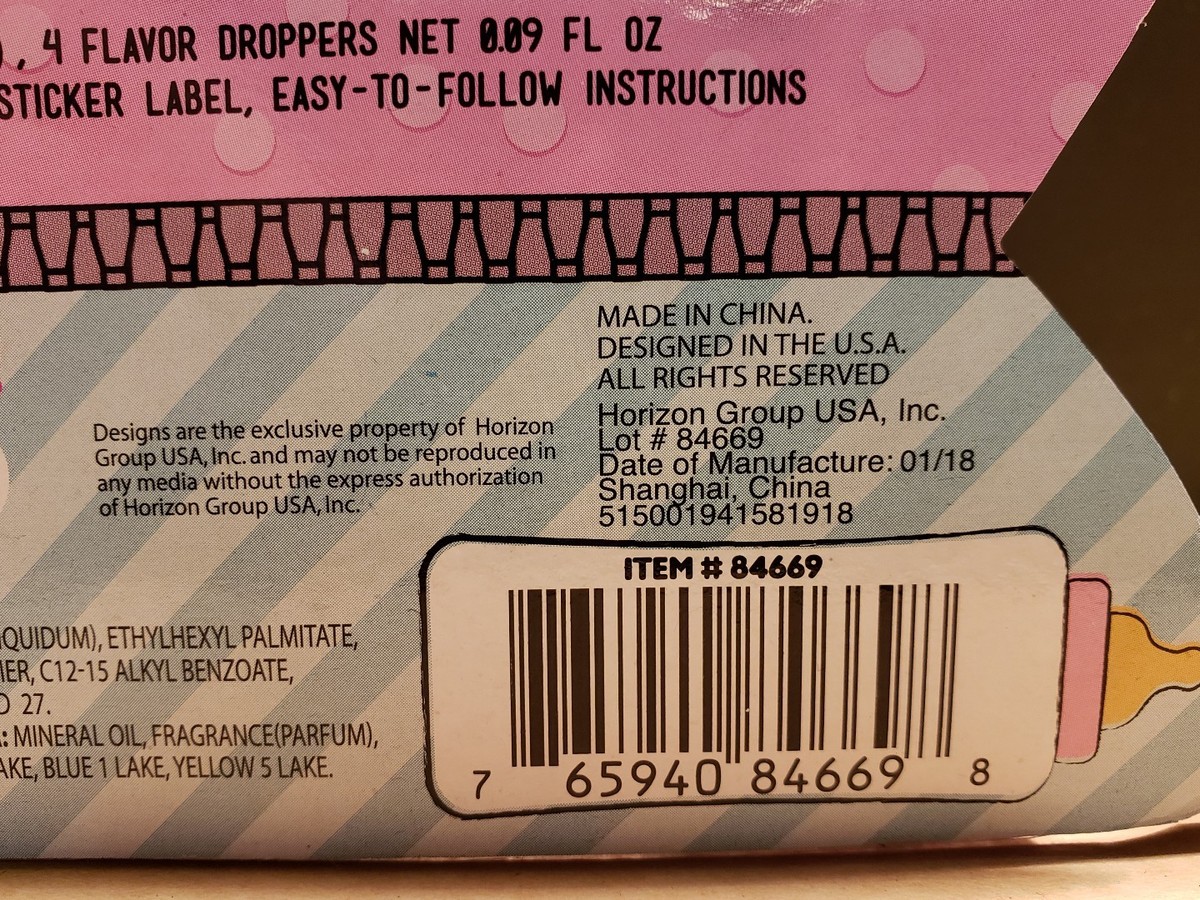 , 4 FLAVOR DROPPERS NET 0.09 FL OZ
STICKER LABEL, EASY-TO-FOLLOW INSTRUCTIONS
MADE IN CHINA.
DESIGNED IN THE U.S.A.
ALL RIGHTS RESERVED
Horizon Group USA, Inc.
Lot # 84669
Date of Manufacture: 01/18
Shanghai, China
515001941581918
Designs are the exclusive property of Horizon
Group USA, Inc. and may not be reproduced in
any media without the express authorization
of Horizon Group USA, Inc.
ITEM # 84669
7 65940 84669 8
QUIDUM), ETHYLHEXYL PALMITATE,
IER, C12-15 ALKYL BENZOATE,
27.
: MINERAL OIL, FRAGRANCE(PARFUM),
AKE, BLUE 1 LAKE, YELLOW 5 LAKE.